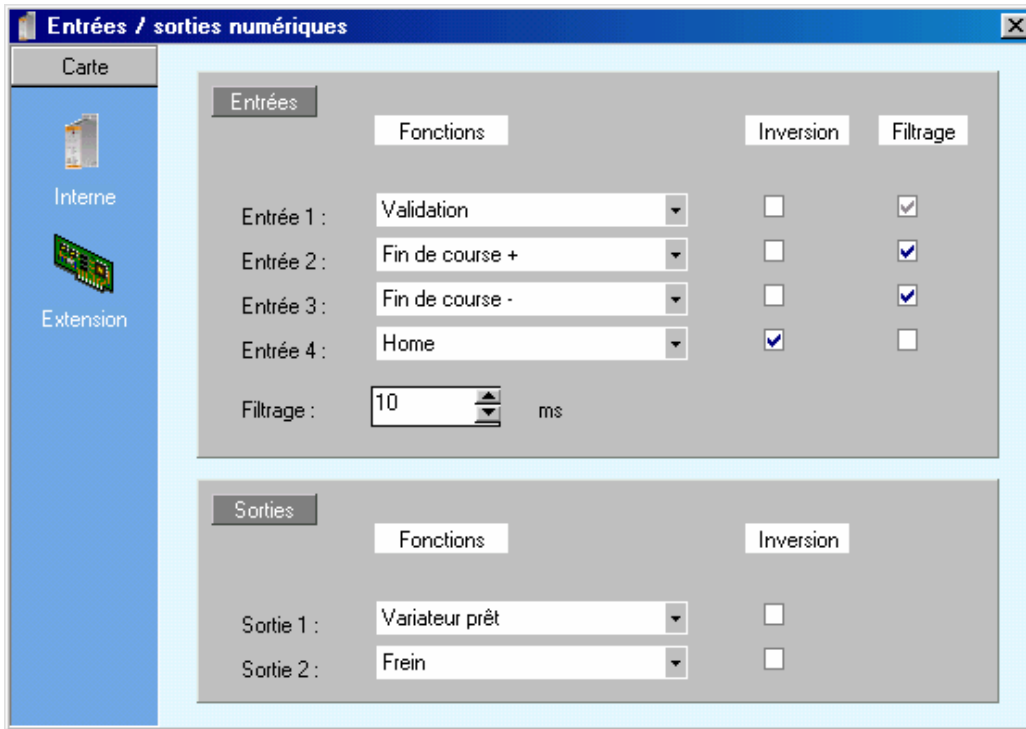 Entrées / sorties numériques
Carte
Interne
Extension
Entrées
Fonctions Inversion Filtrage
Entrée 1 : Validation
Entrée 2 : Fin de course +
Entrée 3 : Fin de course -
Entrée 4 : Home
Filtrage : 10 ms
Sorties
Fonctions Inversion
Sortie 1 : Variateur prêt
Sortie 2 : Frein